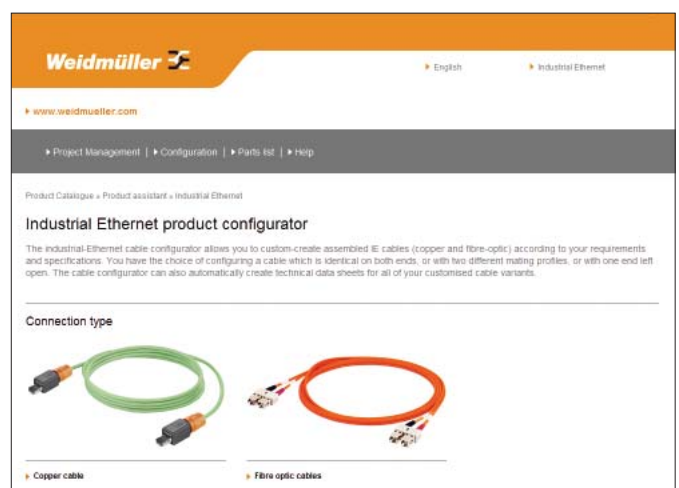 Weidmüller
English
Industrial Ethernet
www.weidmueller.com
Project Management | Configuration | Parts list | Help
Product Catalogue » Product assistant » Industrial Ethernet
Industrial Ethernet product configurator
The industrial-Ethernet cable configurator allows you to custom-create assembled IE cables (copper and fibre-optic) according to your requirements
and specifications. You have the choice of configuring a cable which is identical on both ends, or with two different mating profiles, or with one end left
open. The cable configurator can also automatically create technical data sheets for all of your customised cable variants.
Connection type
Copper cable
Fibre optic cables